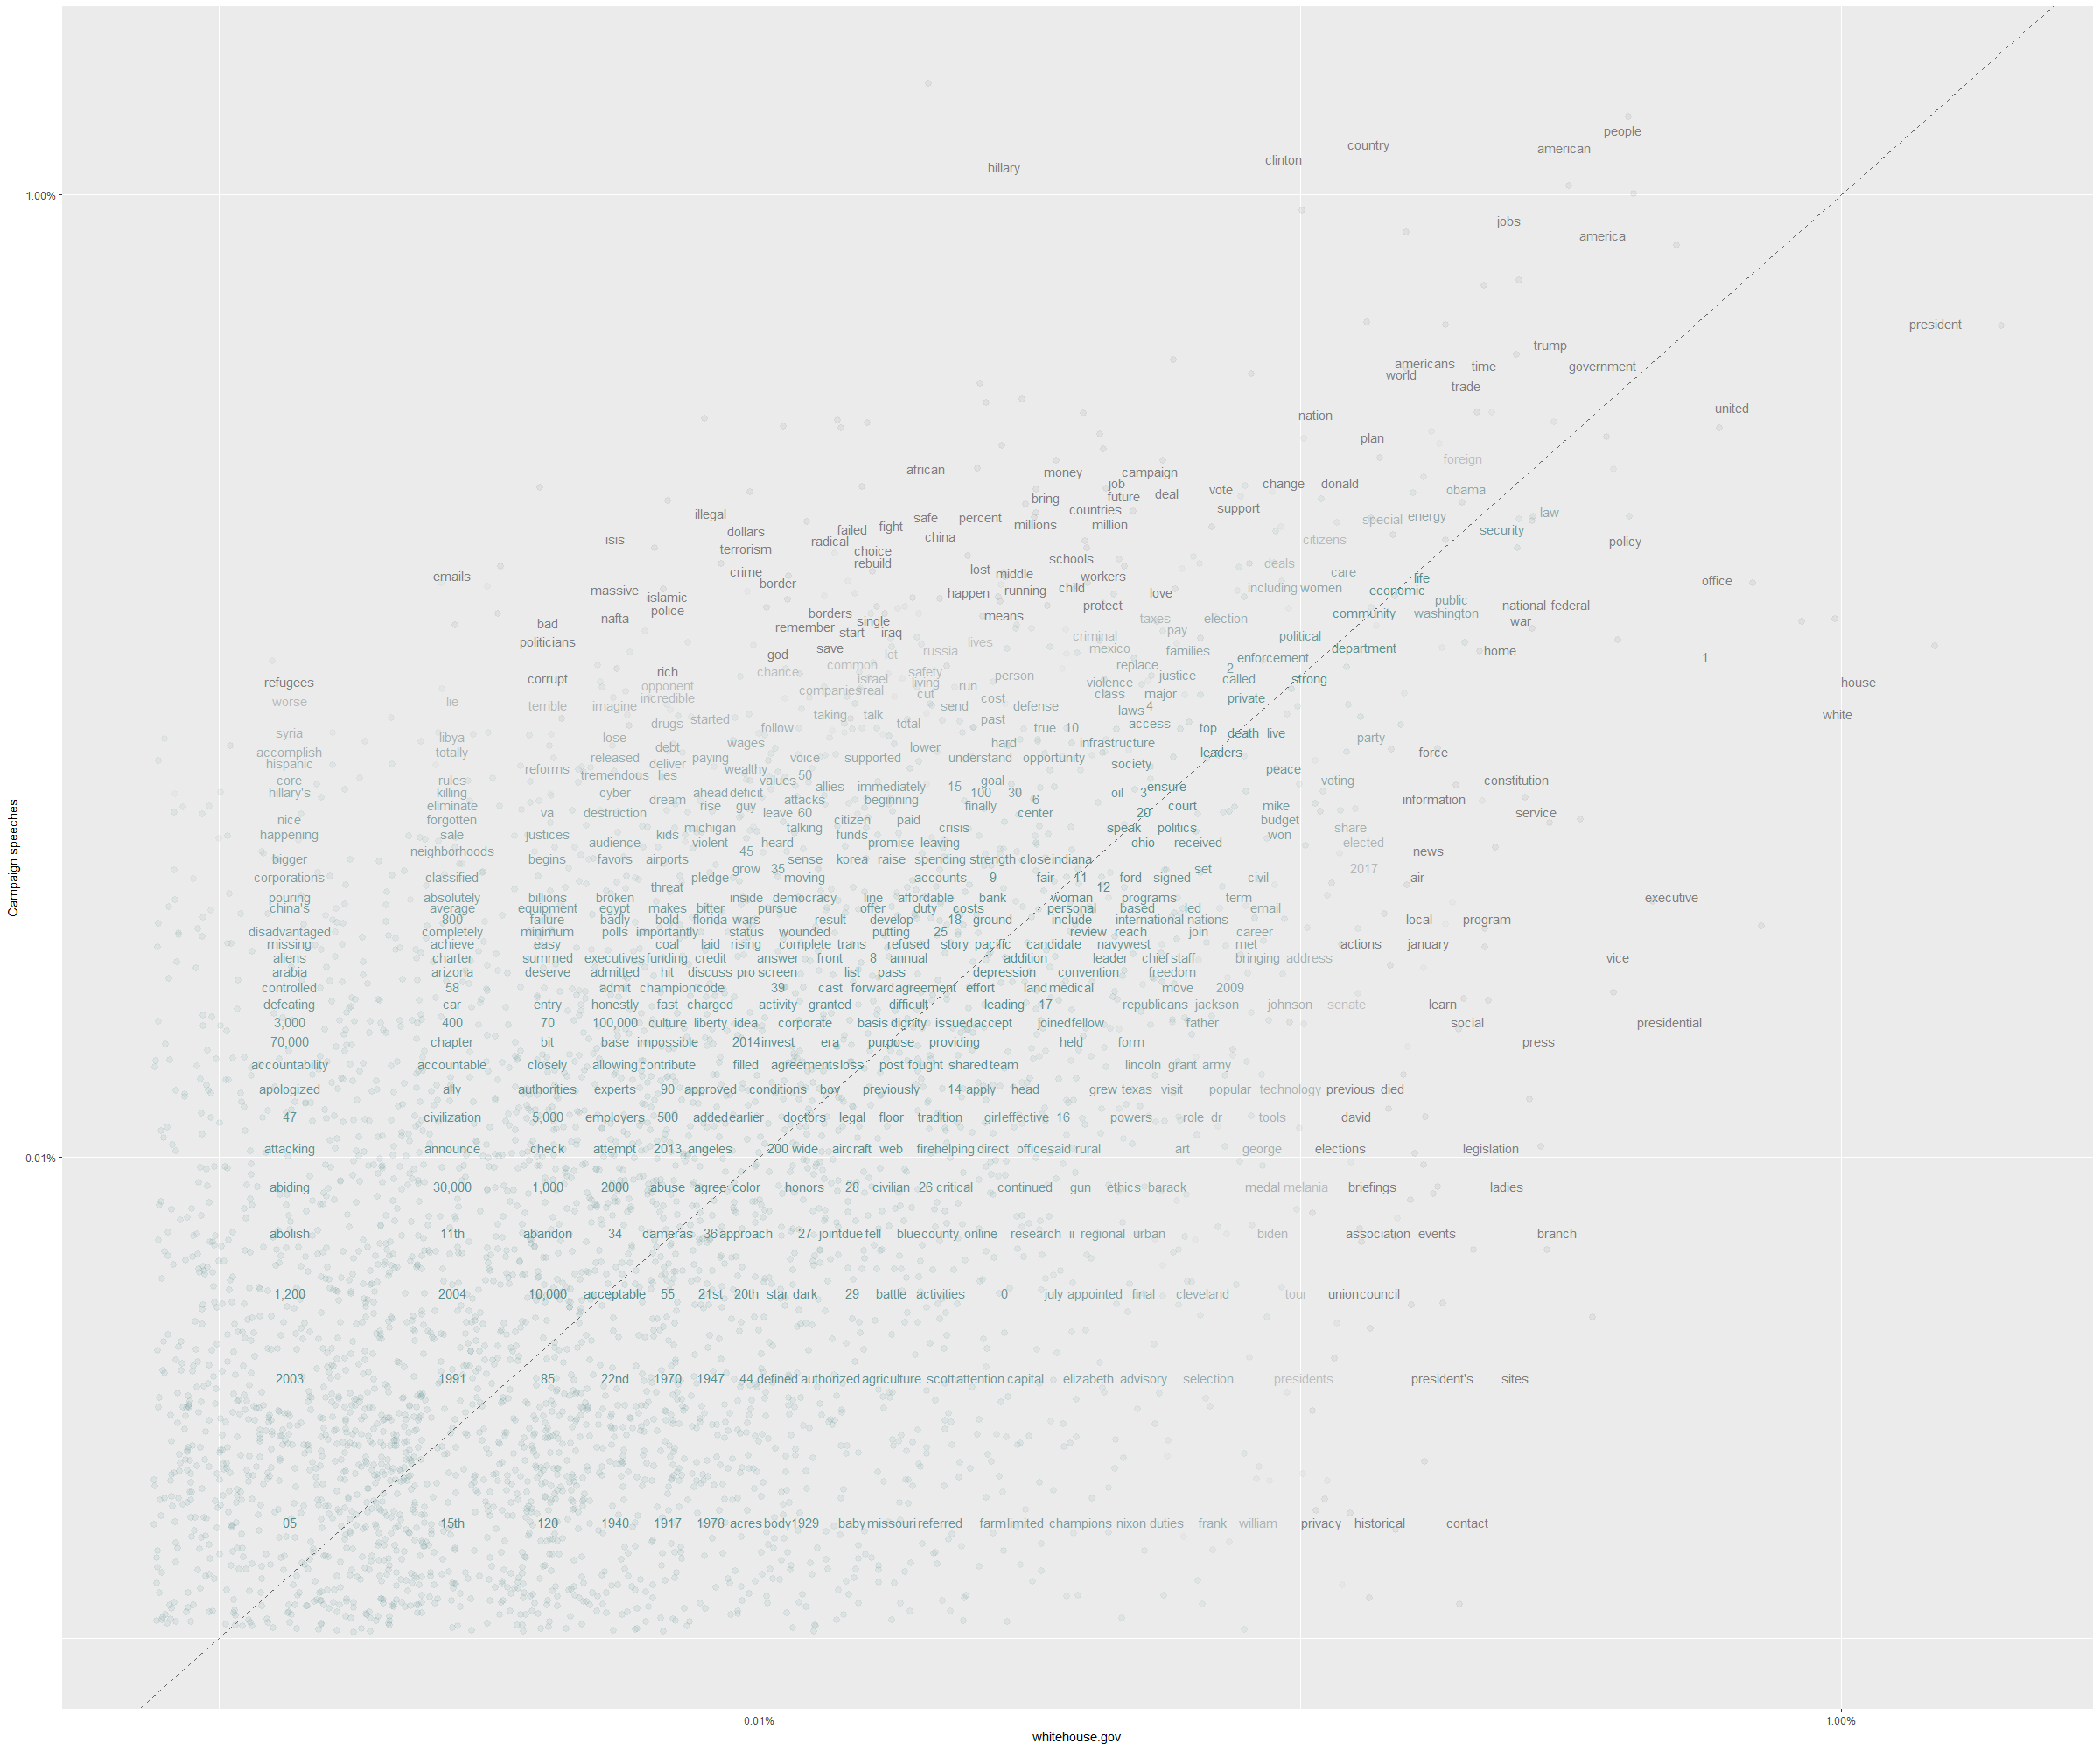 people
country
american
clinton
hillary
1.00%
jobs
america
president
trump
americans time government
world
trade
united
nation
plan
foreign
african money campaign
job change donald
bring future deal vote obama
support
illegal countries
safe percent special energy law
dollars failed fight millions million security
isis radical china citizens policy
terrorism choice
rebuild schools deals
emails crime lost middle workers care life
border office
massive happen running child love including women economic
islamic protect public national federal
police borders community washington
nafta single means taxes election war
bad remember start iraq criminal pay political
politicians save lives mexico families department home
god lot russia enforcement 1
common replace 2
refugees corrupt rich chance israel safety person justice called strong house
opponent companies real living run violence
worse lie terrible imagine incredible cut cost class major private
taking talk send defense laws 4 white
drugs started total past access
syria libya lose follow true 10 top death live party
accomplish totally debt wages lower hard infrastructure leaders force
hispanic released paying voice supported understand opportunity society
reforms deliver wealthy peace
core rules tremendous lies values 50 goal voting constitution
hillary's killing cyber ahead deficit allies immediately 15 100 30 oil 3 ensure
eliminate dream rise guy attacks beginning finally 6 20 court mike information
nice forgotten va destruction leave 60 citizen paid center budget service
happening sale justices kids michigan talking funds crisis speak politics won share
neighborhoods audience violent heard promise leaving ohio received elected
bigger begins favors airports 45 sense korea raise spending strength close indiana news
corporations classified pledge grow 35 moving accounts 9 fair 11 ford signed set civil 2017 air
threat 12
pouring absolutely billions broken inside democracy line affordable bank woman programs term executive
china's average equipment egypt makes bitter pursue offer duty costs personal based led email
800 failure badly bold florida wars result develop 18 ground include international nations local program
disadvantaged completely minimum polls importantly status wounded putting 25 review reach join career
missing achieve easy coal laid rising complete trans refused story pacific candidate navy west met actions january
aliens charter summed executives funding credit answer front 8 annual addition leader chief staff bringing address vice
arabia arizona deserve admitted hit discuss pro screen list pass depression convention freedom
controlled 58 admit champion code 39 cast forward agreement effort land medical move 2009
defeating car entry honestly fast charged activity granted difficult leading 17 republicans jackson johnson senate learn
3,000 400 70 100,000 culture liberty idea corporate basis dignity issued accept joined fellow father social presidential
70,000 chapter bit base impossible 2014 invest era purpose providing held form press
accountability accountable closely allowing contribute filled agreements loss post fought shared team lincoln grant army
apologized ally authorities experts 90 approved conditions boy previously 14 apply head grew texas visit popular technology previous died
47 civilization 5,000 employers 500 added earlier doctors legal floor tradition girl effective 16 powers role dr tools david
0.01% attacking announce check attempt 2013 angeles 200 wide aircraft web fire helping direct offices aid rural art george elections legislation
abiding 30,000 1,000 2000 abuse agree color honors 28 civilian 26 critical continued gun ethics barack medal melania briefings ladies
abolish 11th abandon 34 cameras 36 approach 27 joint due fell blue county online research ii regional urban biden association events branch
1,200 2004 10,000 acceptable 55 21st 20th star dark 29 battle activities 0 july appointed final cleveland tour union council
2003 1991 85 22nd 1970 1947 44 defined authorized agriculture scott attention capital elizabeth advisory selection presidents president's sites
05 15th 120 1940 1917 1978 acres body 1929 baby missouri referred farm limited champions nixon duties frank william privacy historical contact
0.01% 1.00%
whitehouse.gov
Campaign speeches